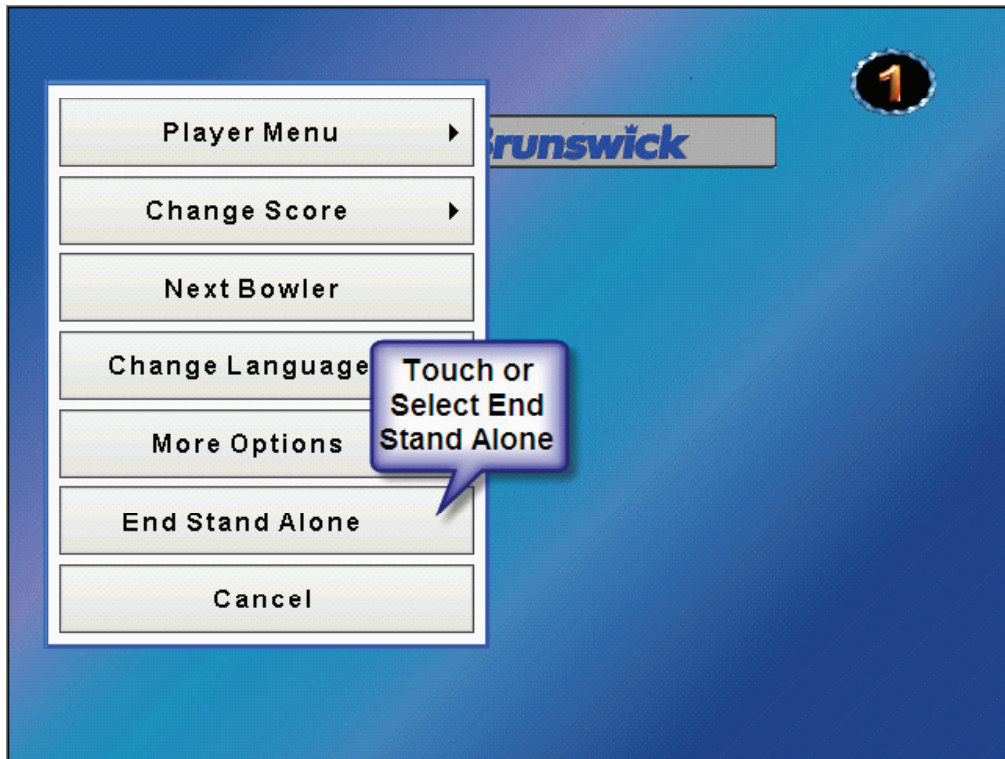 1
Player Menu
runswick
Change Score
Next Bowler
Change Language
Touch or
Select End
Stand Alone
More Options
End Stand Alone
Cancel